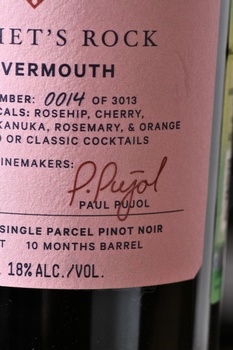 IET'S ROCK
VERMOUTH
MBER: 0014 OF 3013
CALS: ROSEHIP, CHERRY,
KANUKA, ROSEMARY, & ORANGE
O OR CLASSIC COCKTAILS
INEMAKERS:
P. Pujol
PAUL PUJOL
SINGLE PARCEL PINOT NOIR
T 10 MONTHS BARREL
18% ALC./VOL.